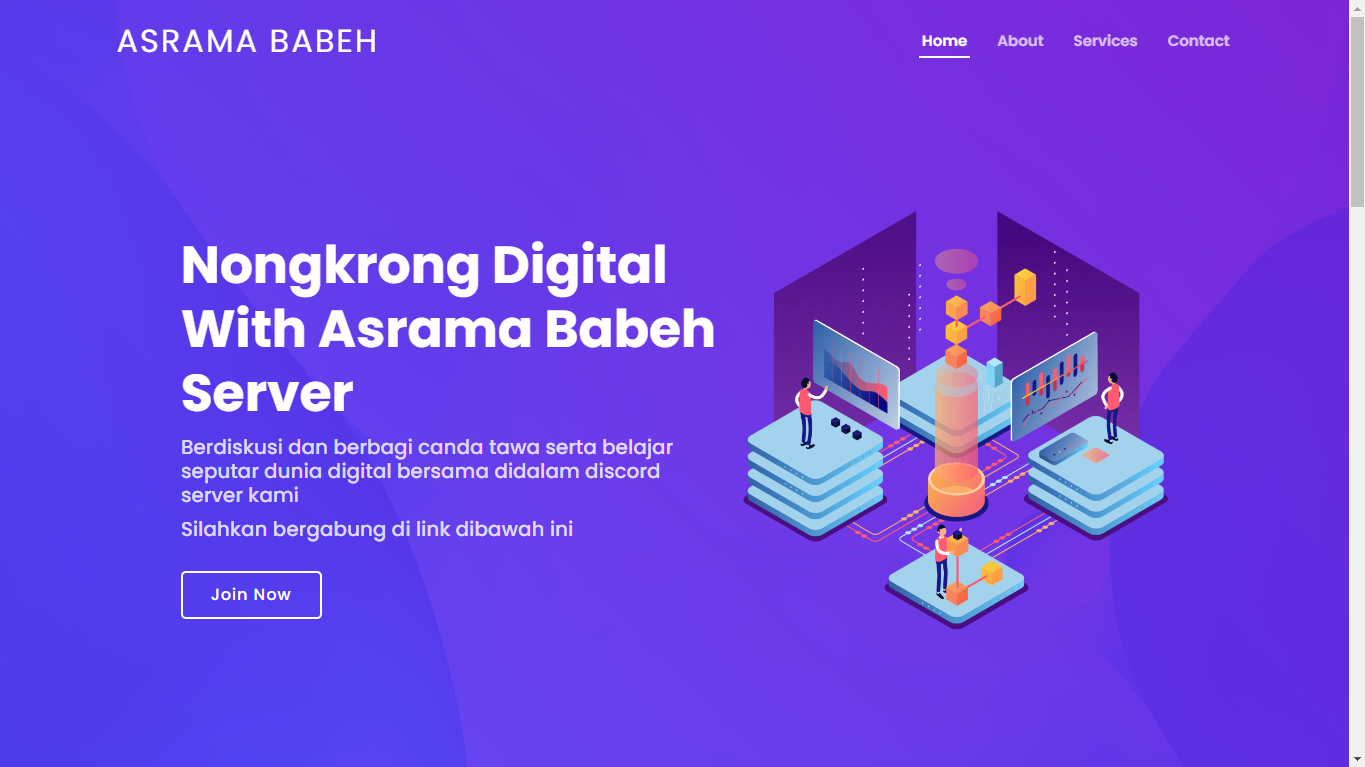 ASRAMA BABEH
Home About Services Contact
Nongkrong Digital
With Asrama Babeh
Server
Berdiskusi dan berbagi canda tawa serta belajar
seputar dunia digital bersama didalam discord
server kami
Silahkan bergabung di link dibawah ini
Join Now